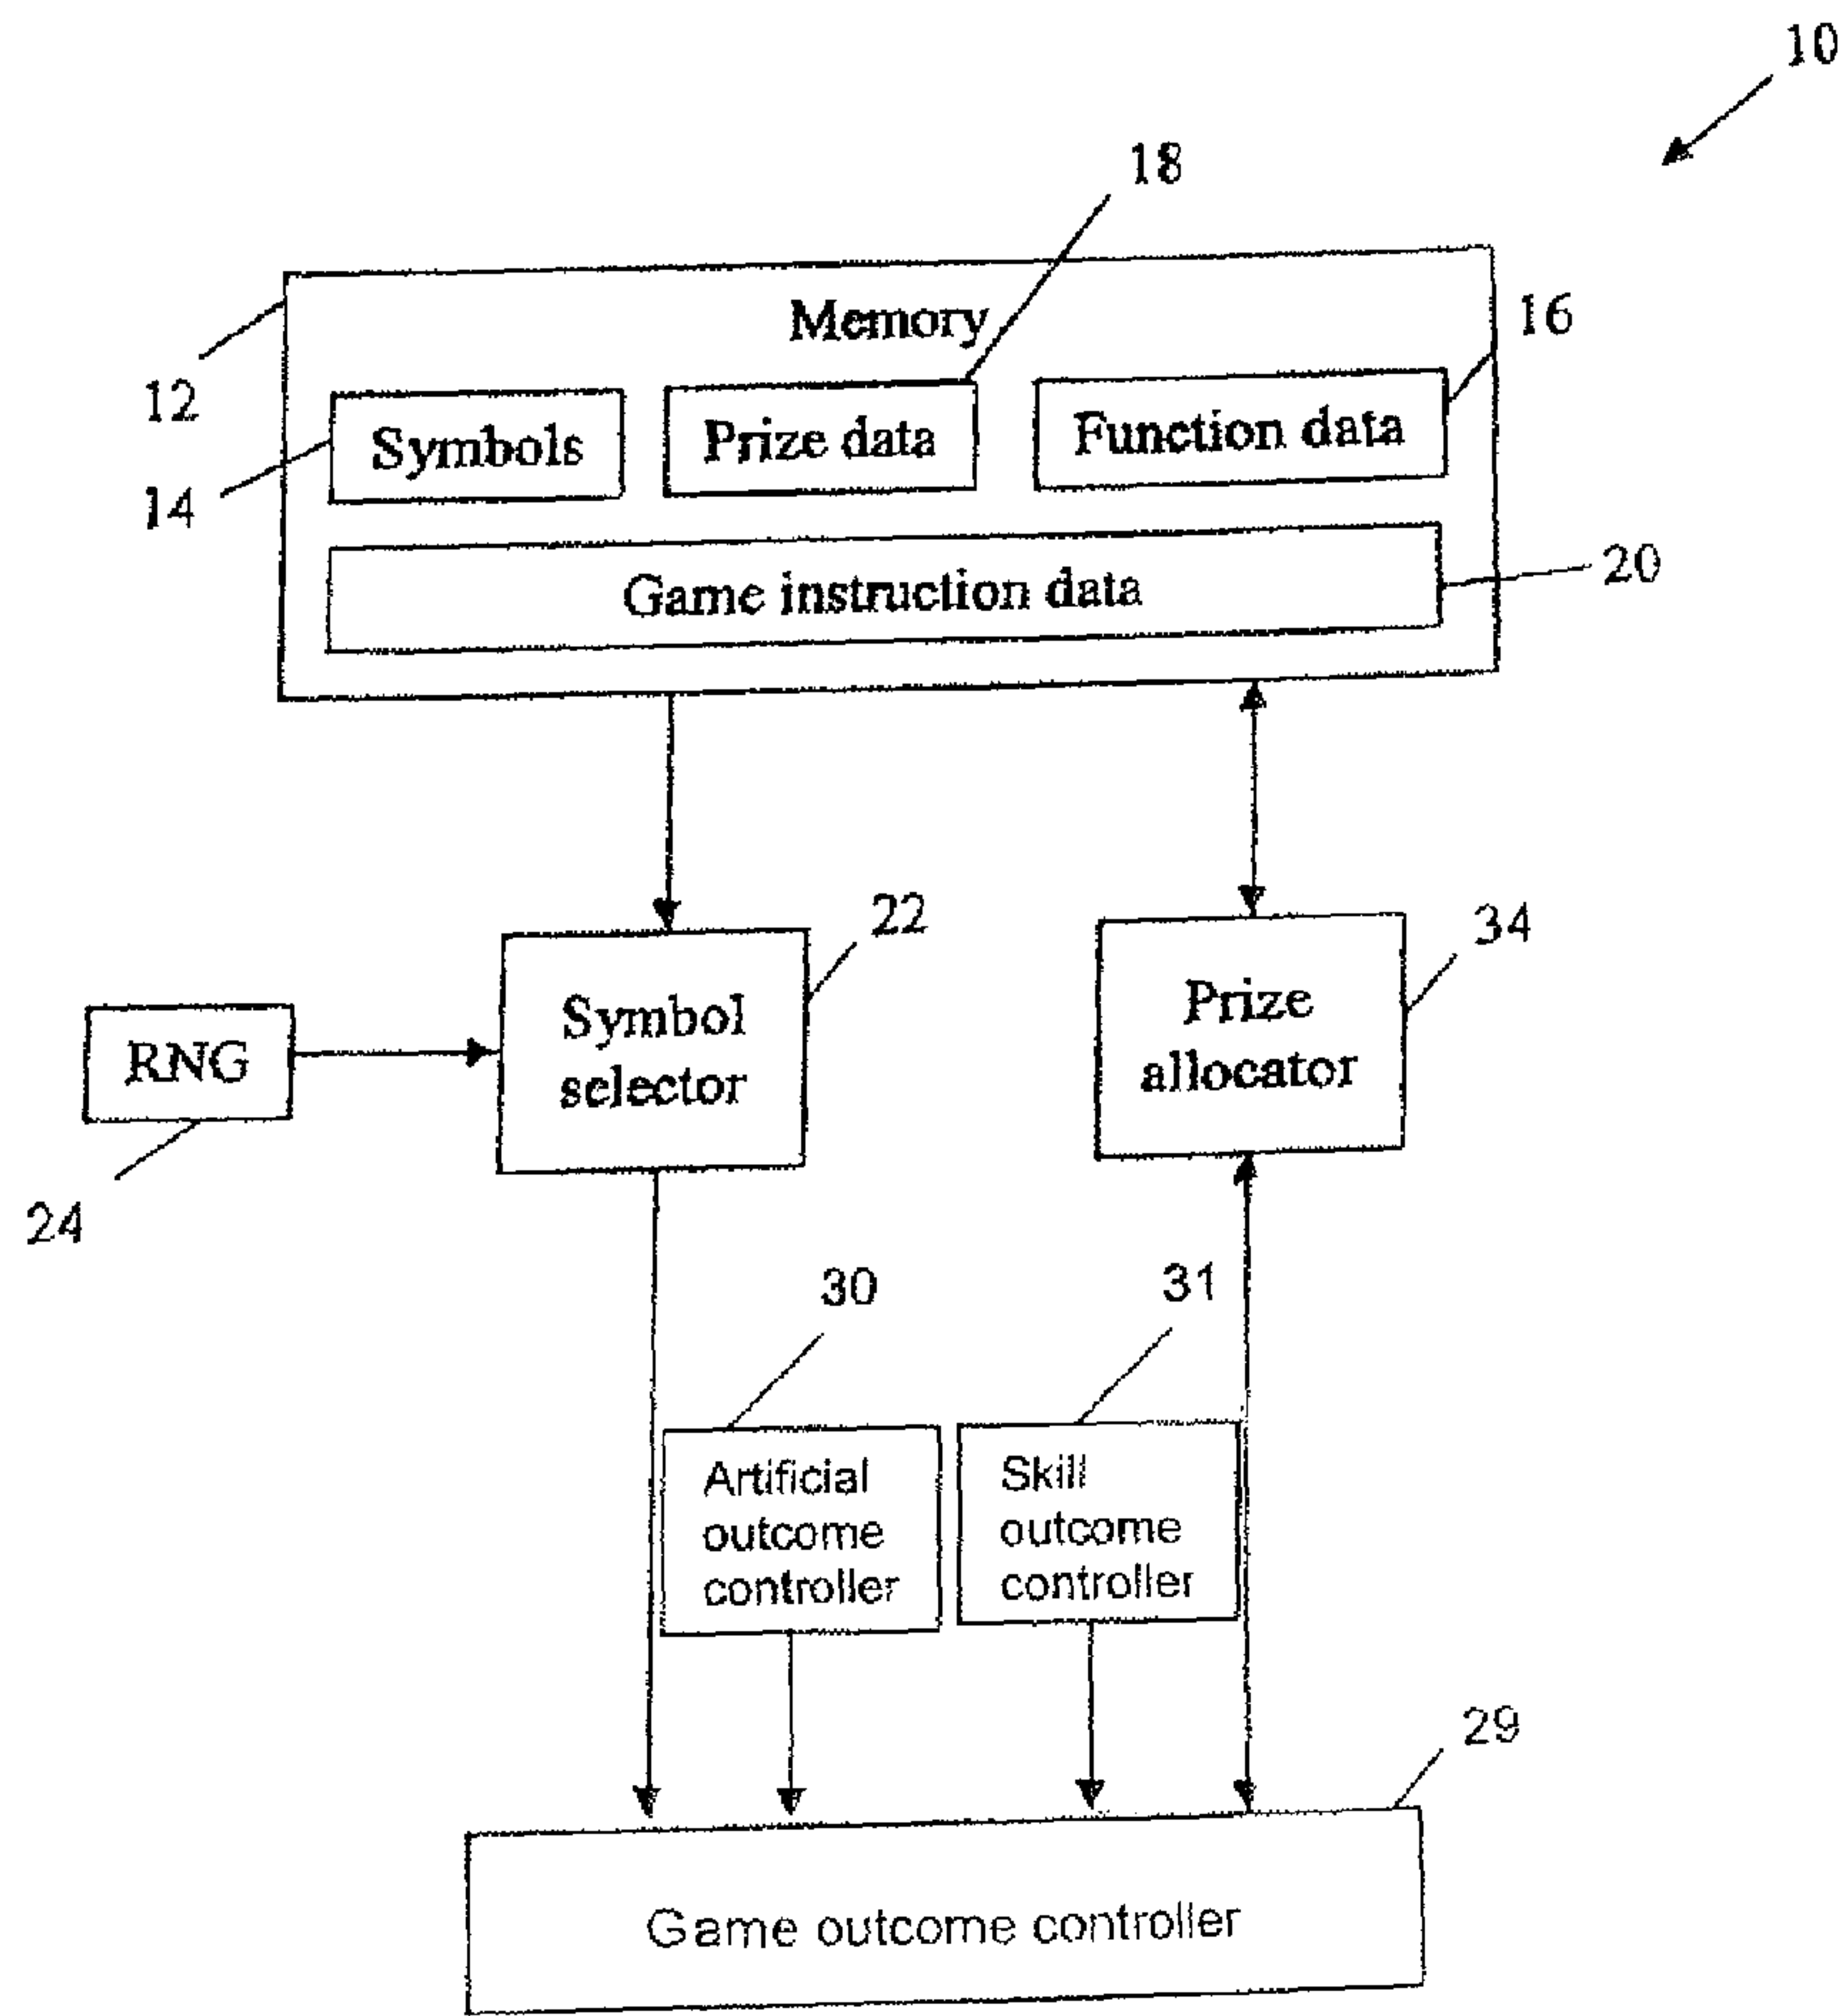 10
18
Memory
16
12
Symbols
Prize data
Function data
14
Game instruction data
20
22
34
Symbol
selector
Prize
allocator
RNG
24
30
31
Artificial
outcome
controller
Skill
outcome
controller
29
Game outcome controller